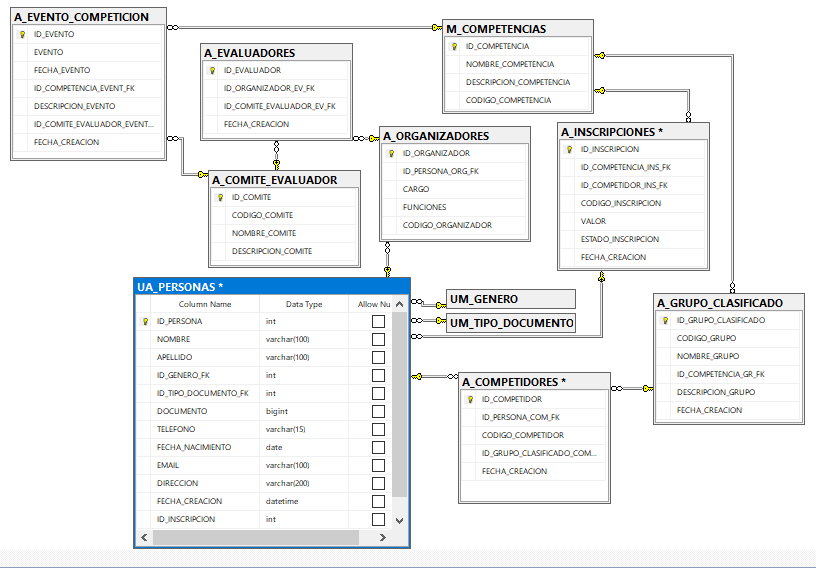 A_EVENTO_COMPETICION
ID_EVENTO
EVENTO
FECHA_EVENTO
ID_COMPETENCIA_EVENT_FK
DESCRIPCION_EVENTO
ID_COMITE_EVALUADOR_EVENT...
FECHA_CREACION
A_EVALUADORES
ID_EVALUADOR
ID_ORGANIZADOR_EV_FK
ID_COMITE_EVALUADOR_EV_FK
FECHA_CREACION
M_COMPETENCIAS
ID_COMPETENCIA
NOMBRE_COMPETENCIA
DESCRIPCION_COMPETENCIA
CODIGO_COMPETENCIA
A_ORGANIZADORES
ID_ORGANIZADOR
ID_PERSONA_ORG_FK
CARGO
FUNCIONES
CODIGO_ORGANIZADOR
A_INSCRIPCIONES *
ID_INSCRIPCION
ID_COMPETENCIA_INS_FK
ID_COMPETIDOR_INS_FK
CODIGO_INSCRIPCION
VALOR
ESTADO_INSCRIPCION
FECHA_CREACION
A_COMITE_EVALUADOR
ID_COMITE
CODIGO_COMITE
NOMBRE_COMITE
DESCRIPCION_COMITE
UA_PERSONAS *
Column Name Data Type Allow Nu
ID_PERSONA int
NOMBRE varchar(100)
APELLIDO varchar(100)
ID_GENERO_FK int
ID_TIPO_DOCUMENTO_FK int
DOCUMENTO bigint
TELEFONO varchar(15)
FECHA_NACIMIENTO date
EMAIL varchar(100)
DIRECCION varchar(200)
FECHA_CREACION datetime
ID_INSCRIPCION int
UM_GENERO
UM_TIPO_DOCUMENTO
A_GRUPO_CLASIFICADO
ID_GRUPO_CLASIFICADO
CODIGO_GRUPO
NOMBRE_GRUPO
ID_COMPETENCIA_GR_FK
DESCRIPCION_GRUPO
FECHA_CREACION
A_COMPETIDORES *
ID_COMPETIDOR
ID_PERSONA_COM_FK
CODIGO_COMPETIDOR
ID_GRUPO_CLASIFICADO_COM...
FECHA_CREACION